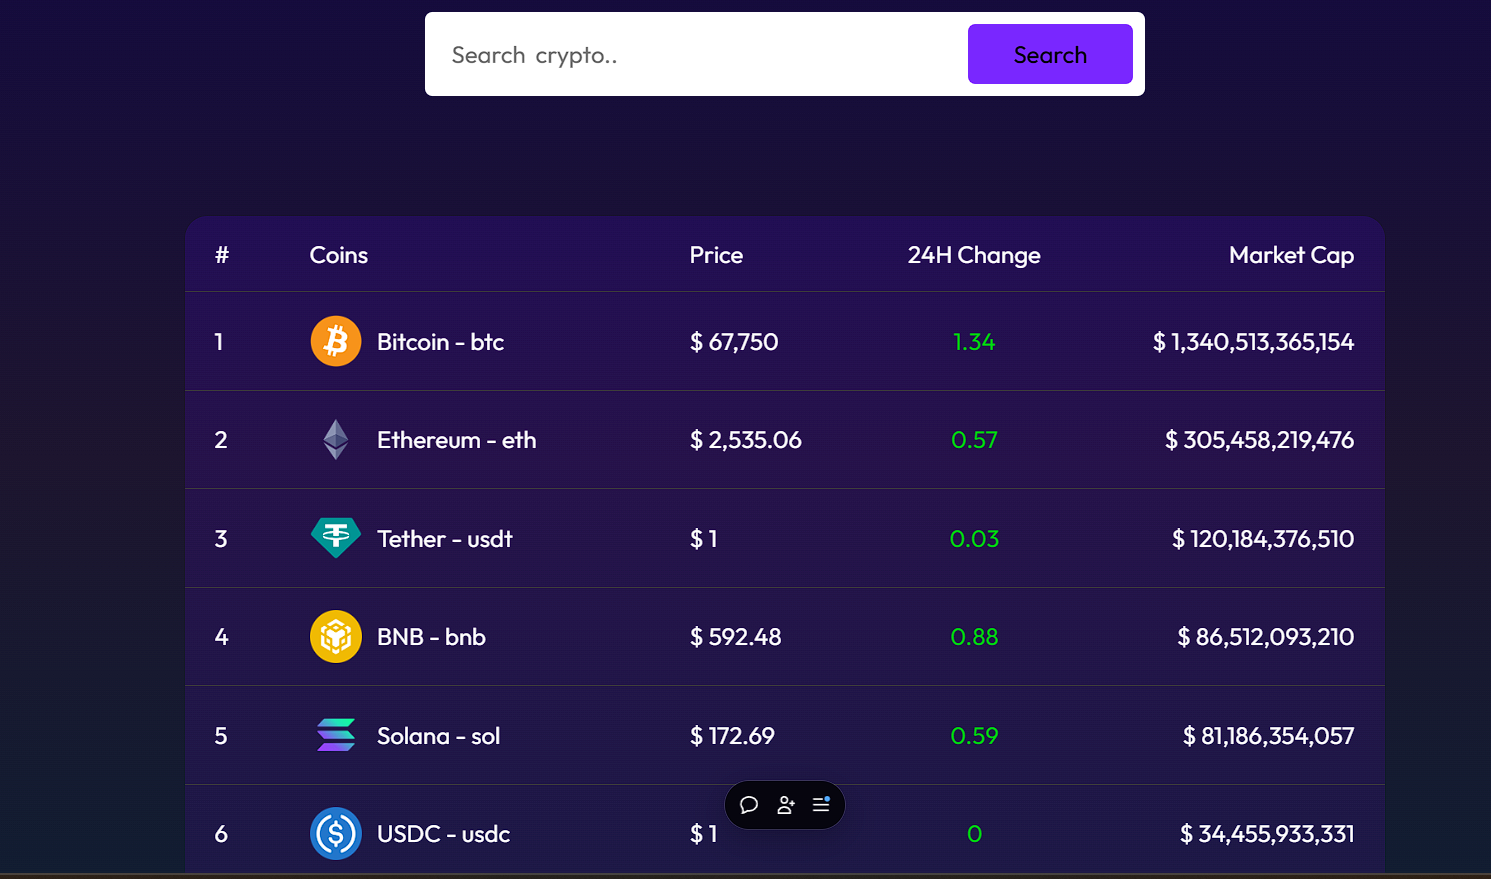 Search crypto.. Search
# Coins Price 24H Change Market Cap
1 Bitcoin - btc $ 67,750 1.34 $ 1,340,513,365,154
2 Ethereum - eth $ 2,535.06 0.57 $ 305,458,219,476
3 Tether - usdt $ 1 0.03 $ 120,184,376,510
4 BNB - bnb $ 592.48 0.88 $ 86,512,093,210
5 Solana - sol $ 172.69 0.59 $ 81,186,354,057
6 USDC - usdc $ 1 0 $ 34,455,933,331